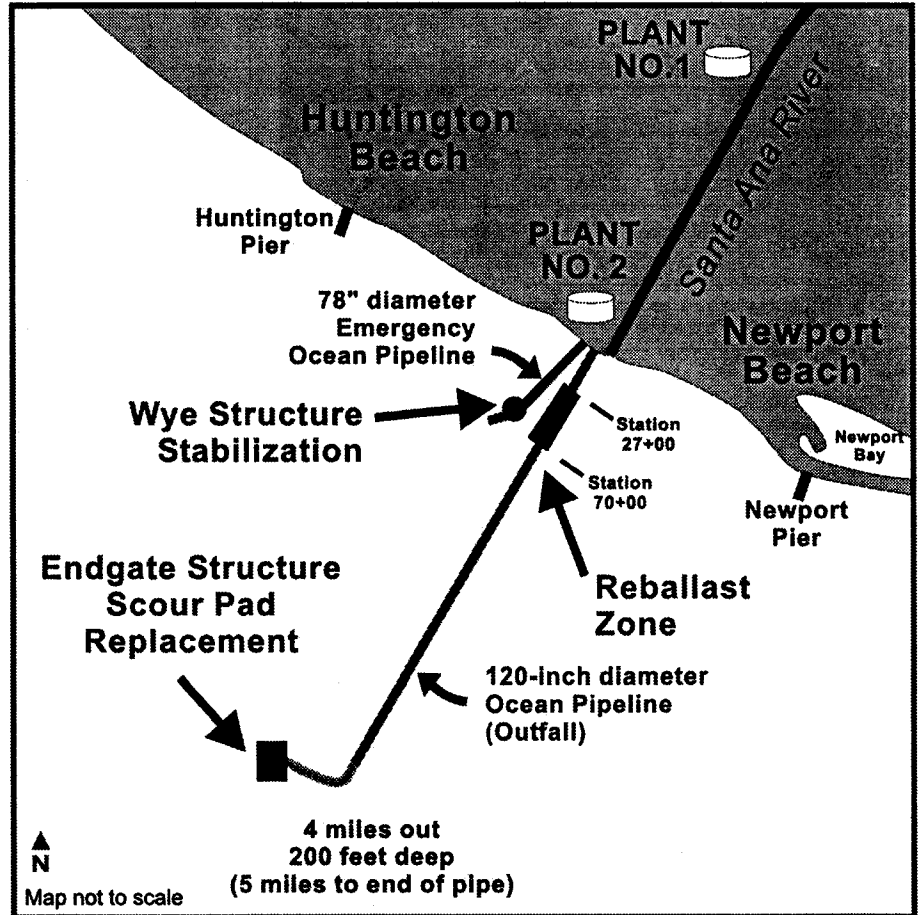 PLANT
NO.1
Santa Ana River
Huntington
Beach
Huntington
Pier
PLANT
NO. 2
78" diameter
Emergency
Ocean Pipeline
Newport
Beach
Wye Structure
Stabilization
Station
27+00
Newport
Bay
Station
70+00
Newport
Pier
Endgate Structure
Scour Pad
Replacement
Reballast
Zone
120-inch diameter
Ocean Pipeline
(Outfall)
4 miles out
200 feet deep
(5 miles to end of pipe)
N
Map not to scale